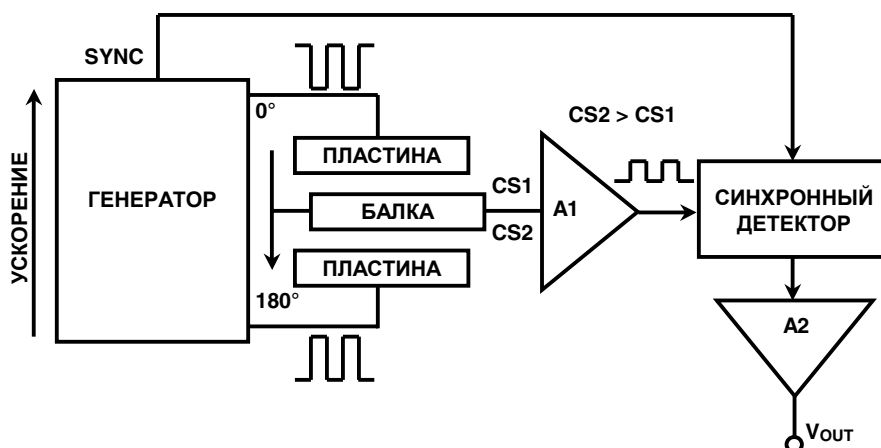 SYNC
УСКОРЕНИЕ
ГЕНЕРАТОР
0°
180°
ПЛАСТИНА
БАЛКА
ПЛАСТИНА
CS1
CS2
CS2 > CS1
A1
СИНХРОННЫЙ
ДЕТЕКТОР
A2
VOUT